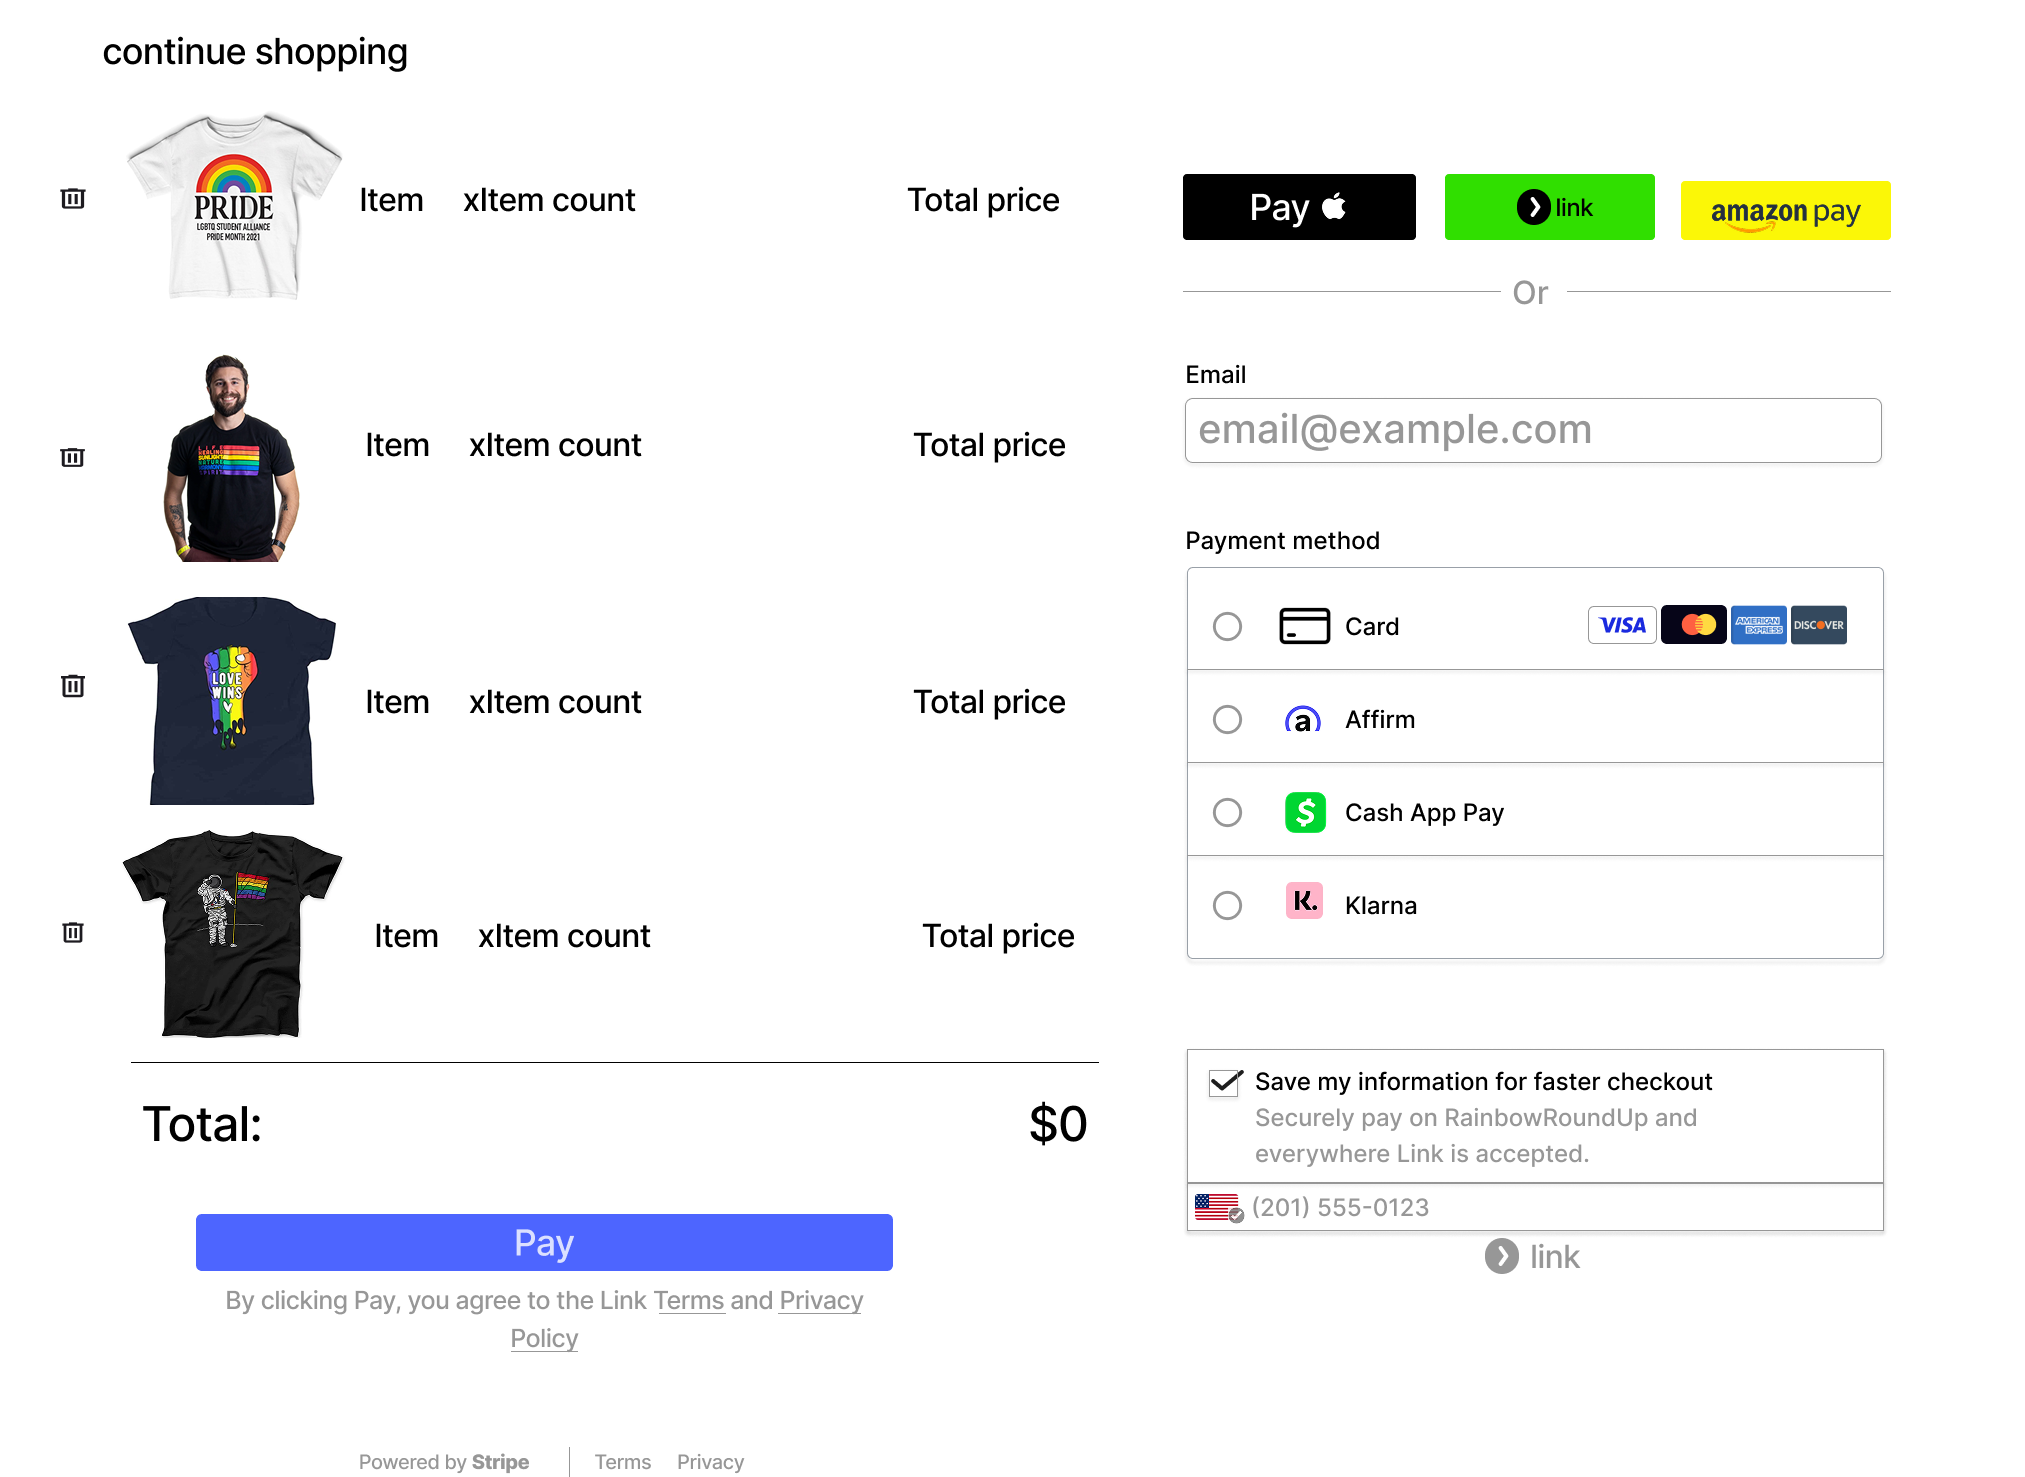 continue shopping
PRIDE
LGBTQ STUDENT ALLIANCE
PRIDE MONTH 2021
Item xItem count Total price
Item xItem count Total price
LOVE
WINS
Item xItem count Total price
Item xItem count Total price
Total: $0
Pay
By clicking Pay, you agree to the Link Terms and Privacy
Policy
Powered by Stripe Terms Privacy
Pay link amazon pay
Or
Email
email@example.com
Payment method
Card VISA AMERICAN EXPRESS DISCOVER
a Affirm
$ Cash App Pay
K. Klarna
Save my information for faster checkout
Securely pay on RainbowRoundUp and
everywhere Link is accepted.
(201) 555-0123
link